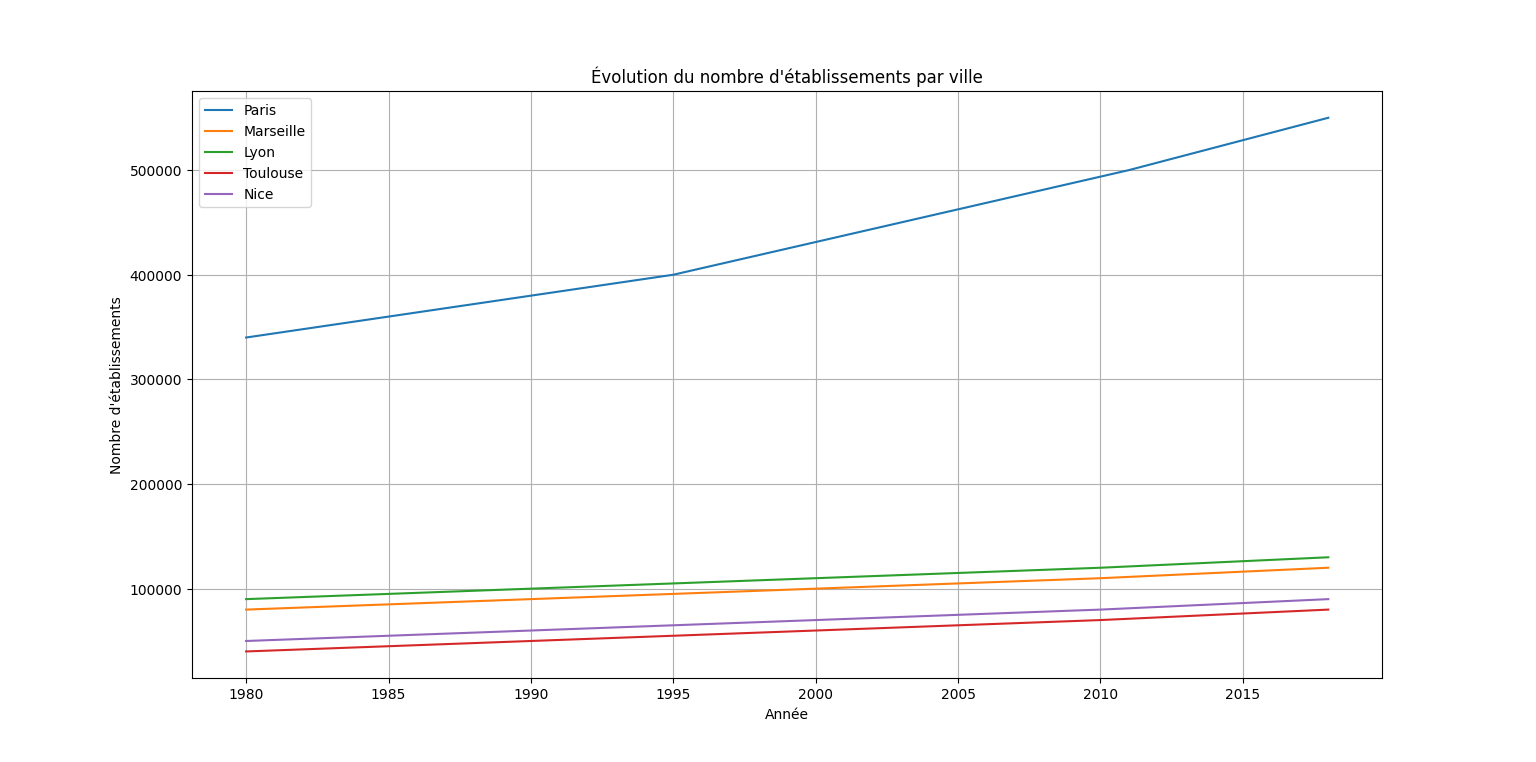 Évolution du nombre d'établissements par ville
Paris
Marseille
Lyon
Toulouse
Nice
500000
400000
300000
200000
100000
Nombre d'établissements
1980 1985 1990 1995 2000 2005 2010 2015
Année